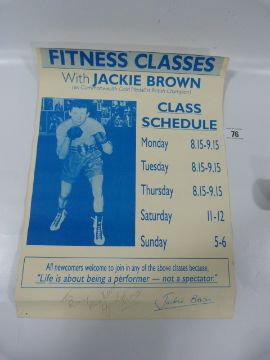 FITNESS CLASSES
With JACKIE BROWN
(ex-Commonwealth Gold Medal & British Champion)
CLASS
SCHEDULE
Monday 8.15-9.15
Tuesday 8.15-9.15
Thursday 8.15-9.15
Saturday 11-12
Sunday 5-6
76
All newcomers welcome to join in any of the above classes because,
"Life is about being a performer — not a spectator."
Jackie Brown